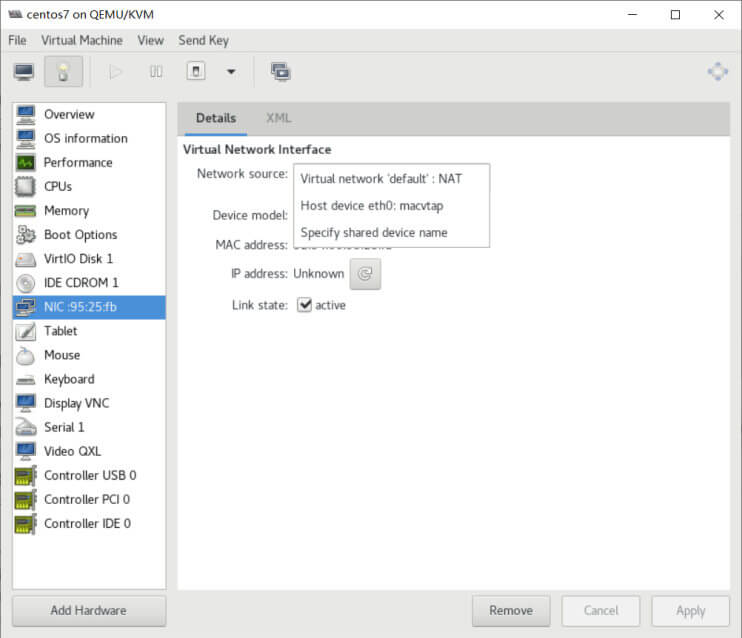 centos7 on QEMU/KVM
File Virtual Machine View Send Key
Overview
OS information
Performance
CPUs
Memory
Boot Options
VirtIO Disk 1
IDE CDROM 1
NIC :95:25:fb
Tablet
Mouse
Keyboard
Display VNC
Serial 1
Video QXL
Controller USB 0
Controller PCI 0
Controller IDE 0
Add Hardware
Details XML
Virtual Network Interface
Network source:
Virtual network 'default' : NAT
Host device eth0: macvtap
Specify shared device name
Device model:
MAC address:
IP address: Unknown
Link state: active
Remove Cancel Apply